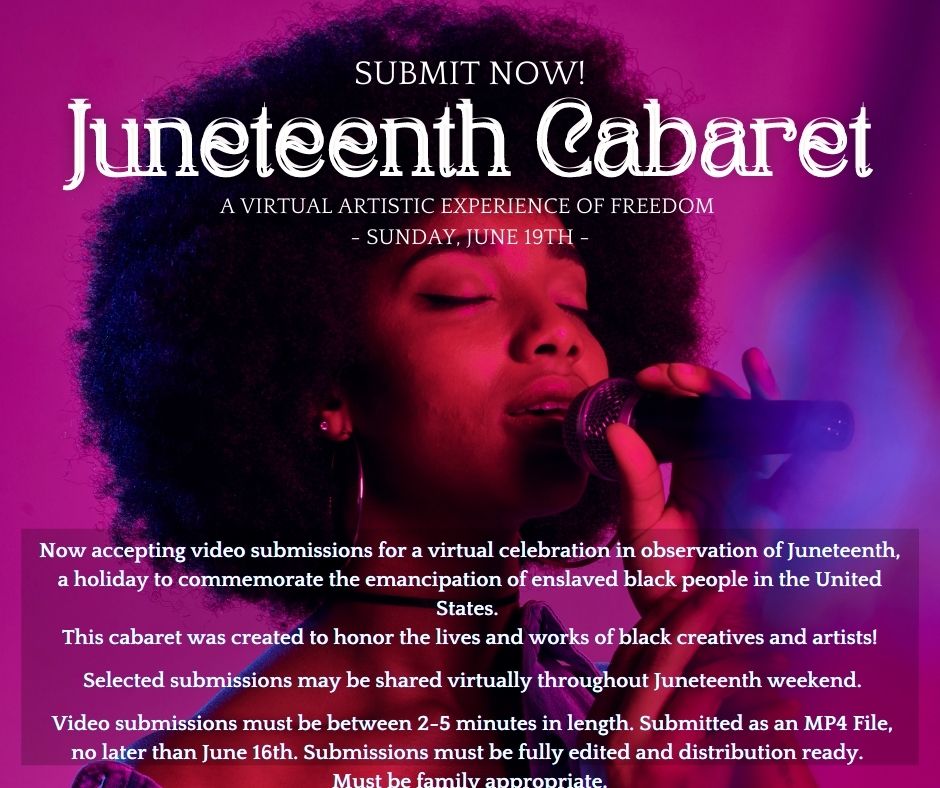 SUBMIT NOW!
Juneteenth Cabaret
A VIRTUAL ARTISTIC EXPERIENCE OF FREEDOM
- SUNDAY, JUNE 19TH -
Now accepting video submissions for a virtual celebration in observation of Juneteenth,
a holiday to commemorate the emancipation of enslaved black people in the United
States.
This cabaret was created to honor the lives and works of black creatives and artists!
Selected submissions may be shared virtually throughout Juneteenth weekend.
Video submissions must be between 2-5 minutes in length. Submitted as an MP4 File,
no later than June 16th. Submissions must be fully edited and distribution ready.
Must be family appropriate.